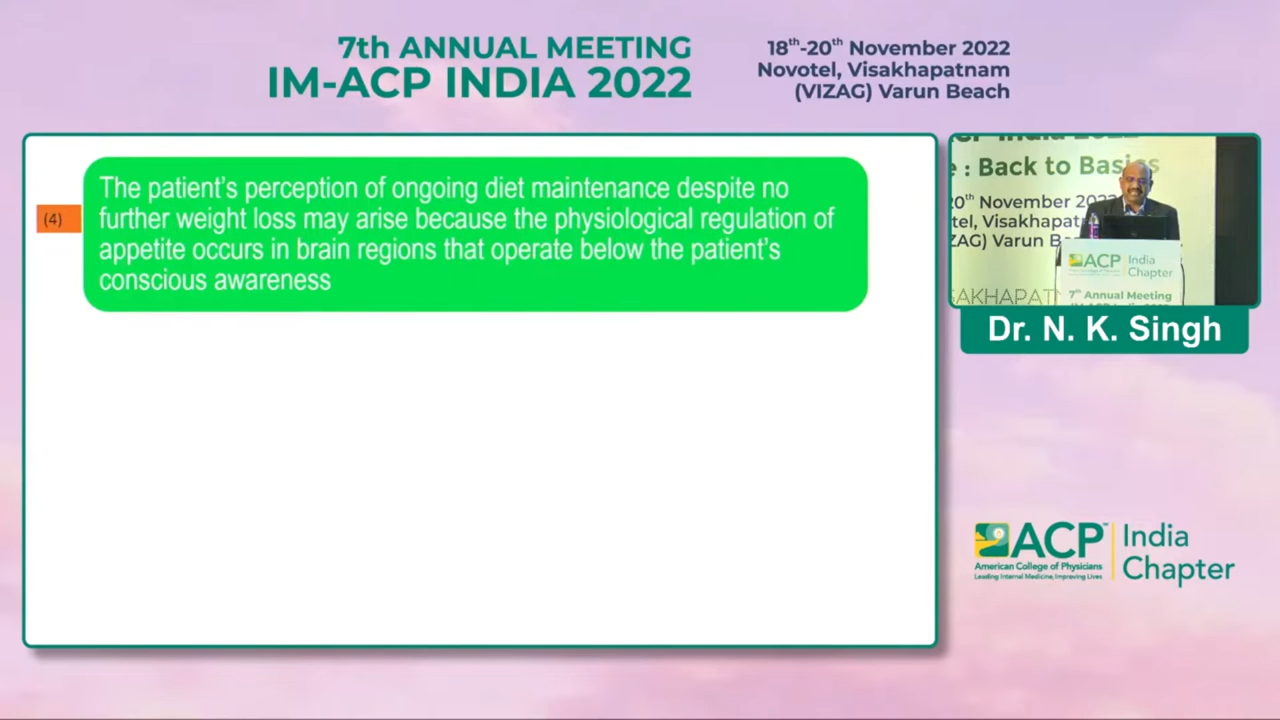 7th ANNUAL MEETING
IM-ACP INDIA 2022
18th-20th November 2022
Novotel, Visakhapatnam
(VIZAG) Varun Beach
(4)
The patient's perception of ongoing diet maintenance despite no
further weight loss may arise because the physiological regulation of
appetite occurs in brain regions that operate below the patient's
conscious awareness
: Back to Basics
November
ACP India
Chapter
7th Annual Meeting
Dr. N. K. Singh
ACP
American College of Physicians
Leading Internal Medicine, Improving Lives
India
Chapter